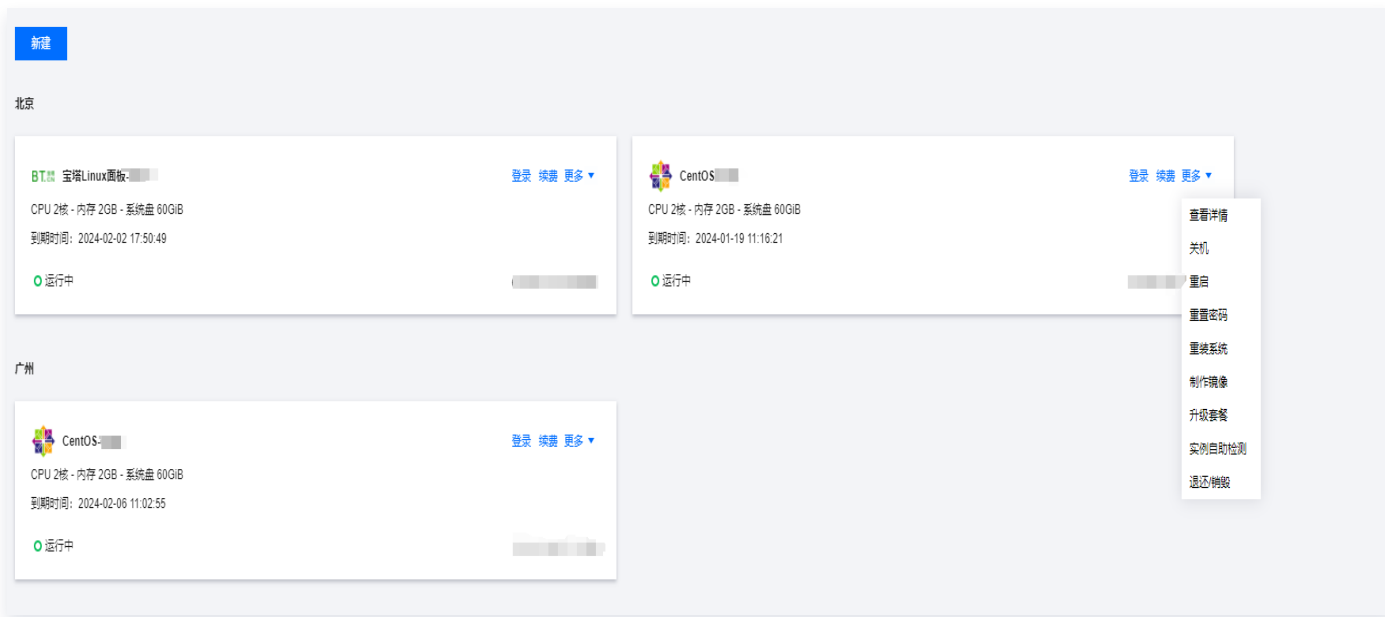 新建
北京
BT. 宝塔Linux面板- 登录 续费 更多
CPU 2核 - 内存 2GB - 系统盘 60GiB
到期时间：2024-02-02 17:50:49
运行中
CentOS 登录 续费 更多
CPU 2核 - 内存 2GB - 系统盘 60GiB
到期时间：2024-01-19 11:16:21
运行中
查看详情
关机
重启
重置密码
重装系统
制作镜像
升级套餐
实例自助检测
退还/销毁
广州
CentOS- 登录 续费 更多
CPU 2核 - 内存 2GB - 系统盘 60GiB
到期时间：2024-02-06 11:02:55
运行中